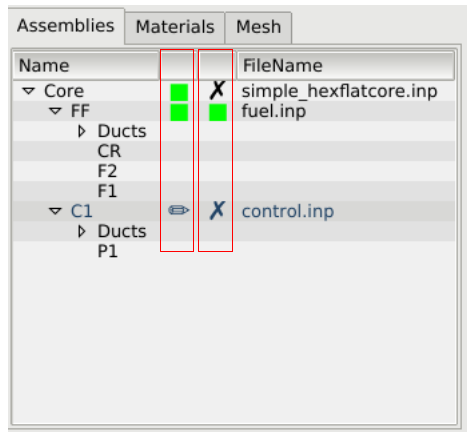 Assemblies Materials Mesh
Name FileName
Core ✗ simple_hexflatcore.inp
FF fuel.inp
Ducts
CR
F2
F1
C1 ✏ ✗ control.inp
Ducts
P1